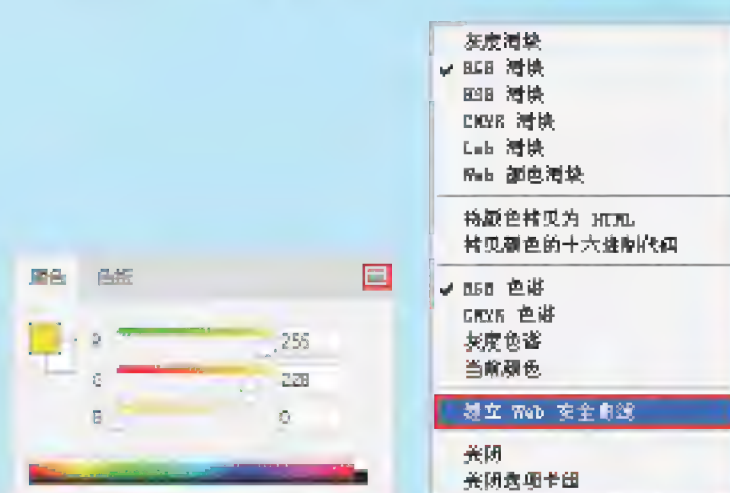 颜色 色板
R 255
G 228
B 0
灰度滑块
RGB 滑块
HSB 滑块
CMYK 滑块
Lab 滑块
Web 颜色滑块
将颜色拷贝为 HTML
拷贝颜色的十六进制代码
RGB 色谱
CMYK 色谱
灰度色谱
当前颜色
建立 Web 安全曲线
关闭
关闭选项卡组